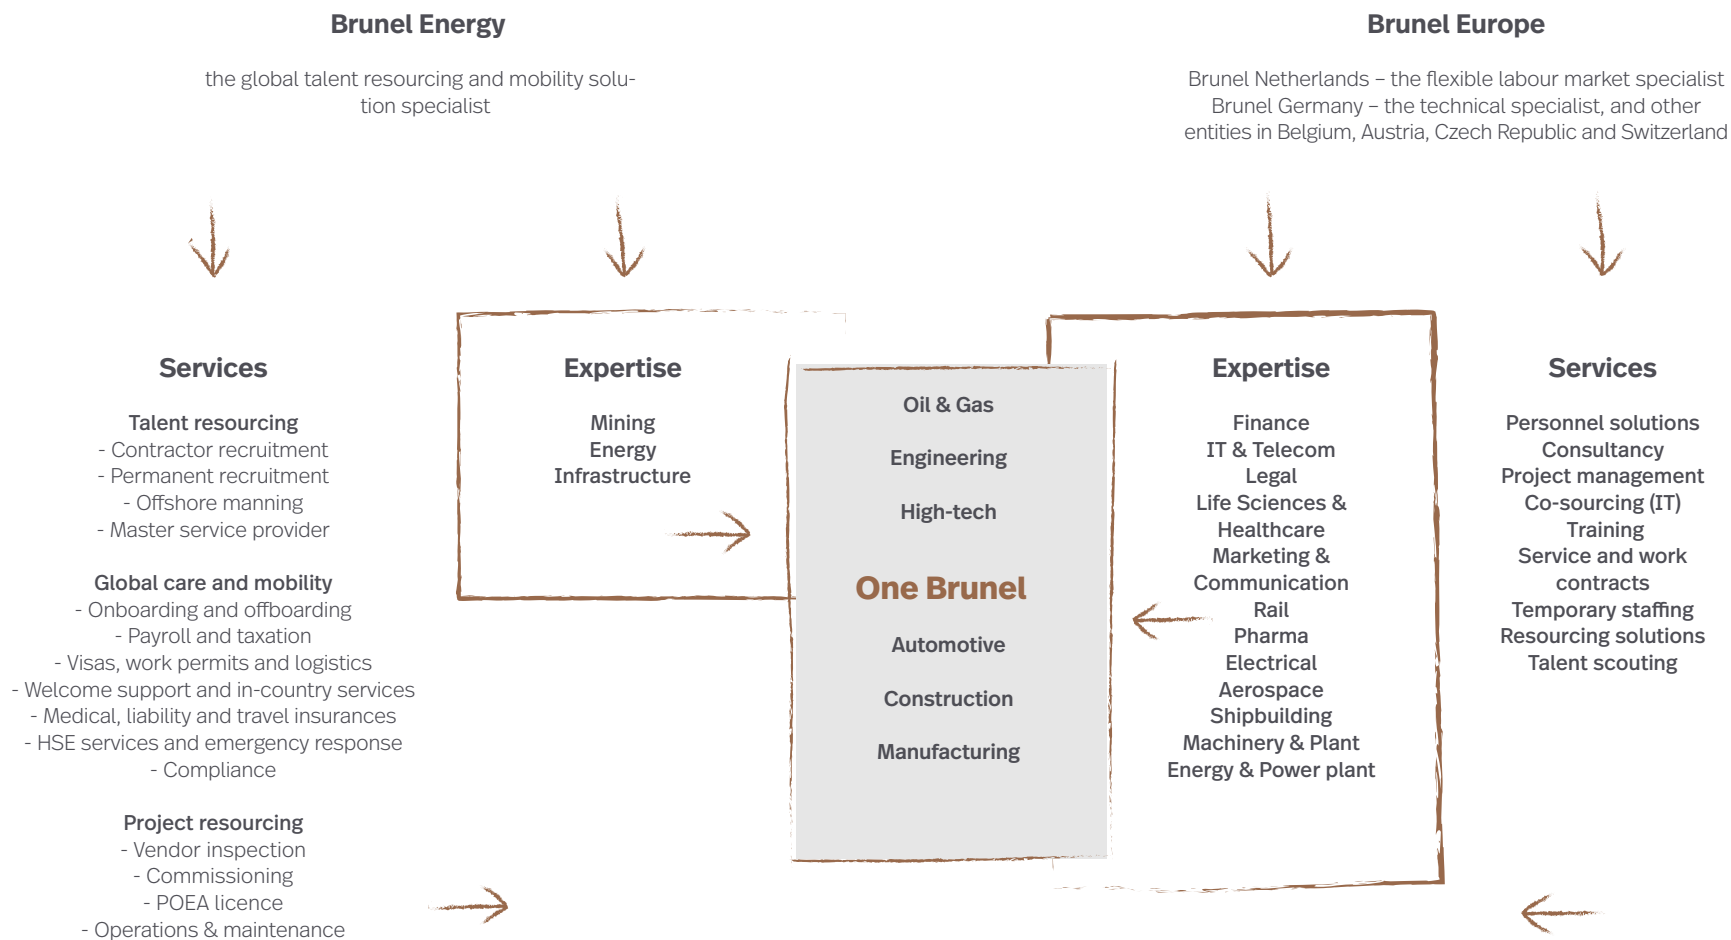 Brunel Energy
the global talent resourcing and mobility solu-
tion specialist
Brunel Europe
Brunel Netherlands – the flexible labour market specialist
Brunel Germany – the technical specialist, and other
entities in Belgium, Austria, Czech Republic and Switzerland
Services
Talent resourcing
- Contractor recruitment
- Permanent recruitment
- Offshore manning
- Master service provider
Global care and mobility
- Onboarding and offboarding
- Payroll and taxation
- Visas, work permits and logistics
- Welcome support and in-country services
- Medical, liability and travel insurances
- HSE services and emergency response
- Compliance
Project resourcing
- Vendor inspection
- Commissioning
- POEA licence
- Operations & maintenance
Expertise
Mining
Energy
Infrastructure
Oil & Gas
Engineering
High-tech
One Brunel
Automotive
Construction
Manufacturing
Expertise
Finance
IT & Telecom
Legal
Life Sciences &
Healthcare
Marketing &
Communication
Rail
Pharma
Electrical
Aerospace
Shipbuilding
Machinery & Plant
Energy & Power plant
Services
Personnel solutions
Consultancy
Project management
Co-sourcing (IT)
Training
Service and work
contracts
Temporary staffing
Resourcing solutions
Talent scouting